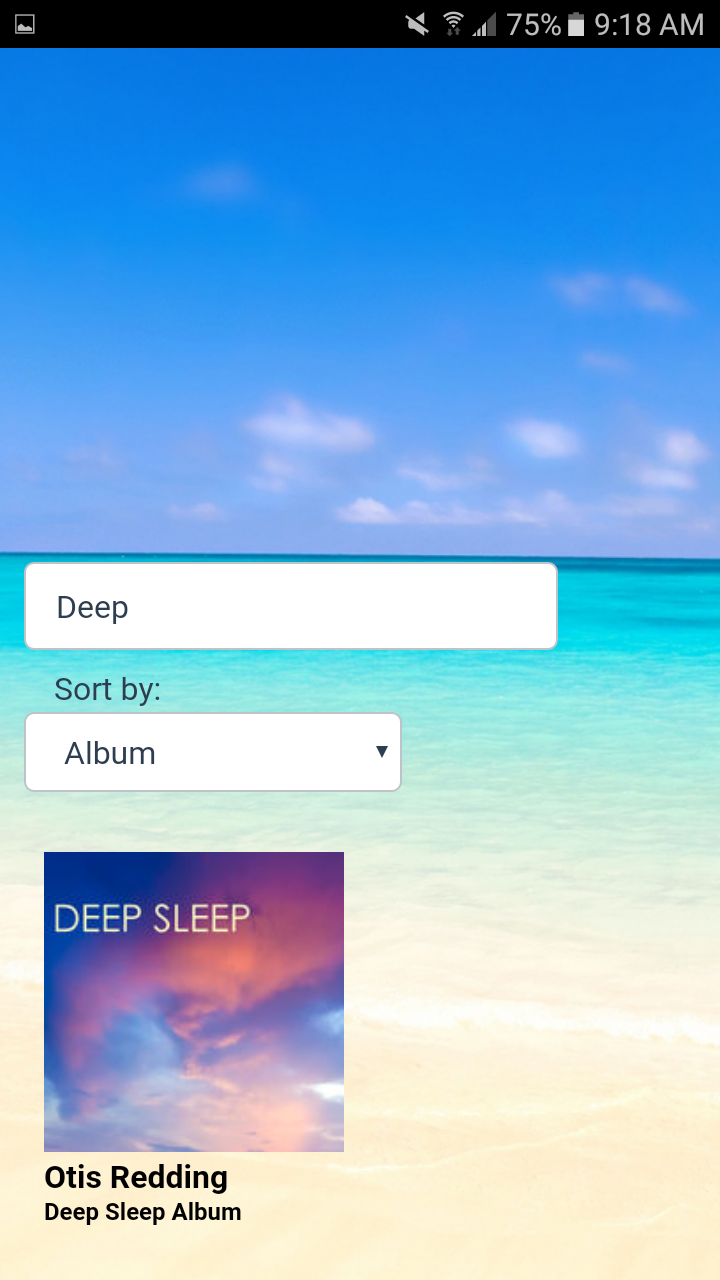 75% 9:18 AM
Deep
Sort by:
Album
DEEP SLEEP
Otis Redding
Deep Sleep Album